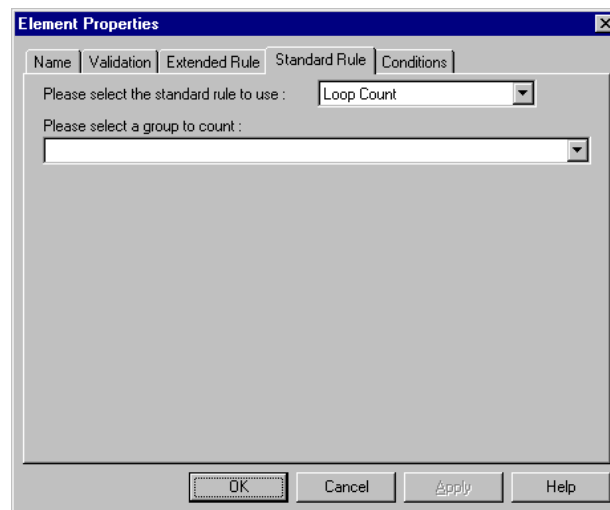 Element Properties
Name Validation Extended Rule Standard Rule Conditions
Please select the standard rule to use : Loop Count
Please select a group to count :
OK Cancel Apply Help